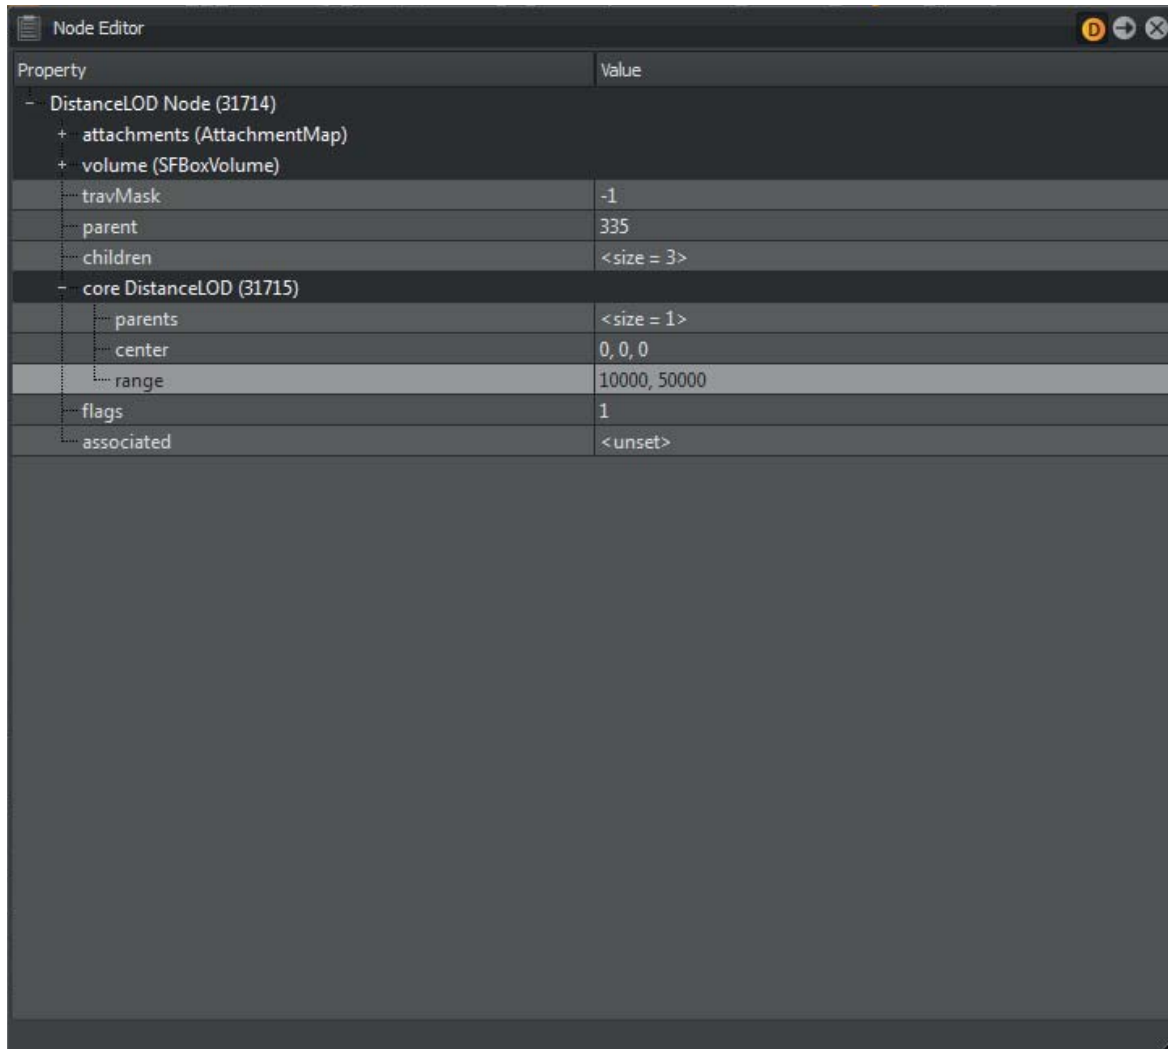 Node Editor
D
Property Value
- DistanceLOD Node (31714)
+ attachments (AttachmentMap)
+ volume (SFBoxVolume)
travMask -1
parent 335
children <size = 3>
- core DistanceLOD (31715)
parents <size = 1>
center 0, 0, 0
range 10000, 50000
flags 1
associated <unset>